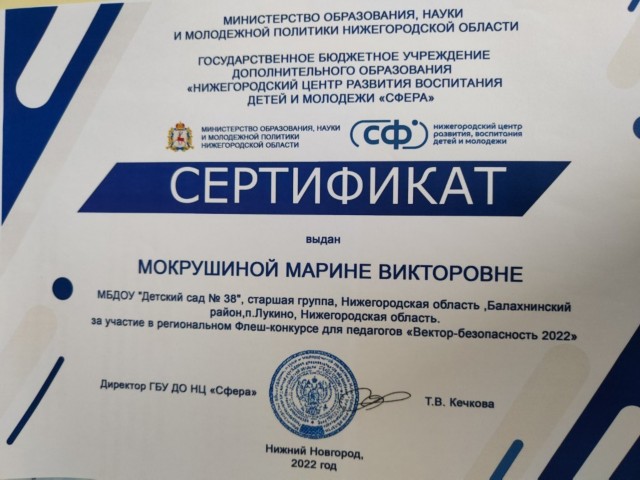 МИНИСТЕРСТВО ОБРАЗОВАНИЯ, НАУКИ
И МОЛОДЕЖНОЙ ПОЛИТИКИ НИЖЕГОРОДСКОЙ ОБЛАСТИ
ГОСУДАРСТВЕННОЕ БЮДЖЕТНОЕ УЧРЕЖДЕНИЕ
ДОПОЛНИТЕЛЬНОГО ОБРАЗОВАНИЯ
«НИЖЕГОРОДСКИЙ ЦЕНТР РАЗВИТИЯ ВОСПИТАНИЯ
ДЕТЕЙ И МОЛОДЕЖИ «СФЕРА»
МИНИСТЕРСТВО ОБРАЗОВАНИЯ, НАУКИ
И МОЛОДЕЖНОЙ ПОЛИТИКИ
НИЖЕГОРОДСКОЙ ОБЛАСТИ
СФ
нижегородский центр
развития, воспитания
детей и молодежи
СЕРТИФИКАТ
выдан
МОКРУШИНОЙ МАРИНЕ ВИКТОРОВНЕ
МБДОУ "Детский сад № 38", старшая группа, Нижегородская область ,Балахнинский
район,п.Лукино, Нижегородская область.
за участие в региональном Флеш-конкурсе для педагогов «Вектор-безопасность 2022»
Директор ГБУ ДО НЦ «Сфера»
Т.В. Кечкова
Нижний Новгород,
2022 год